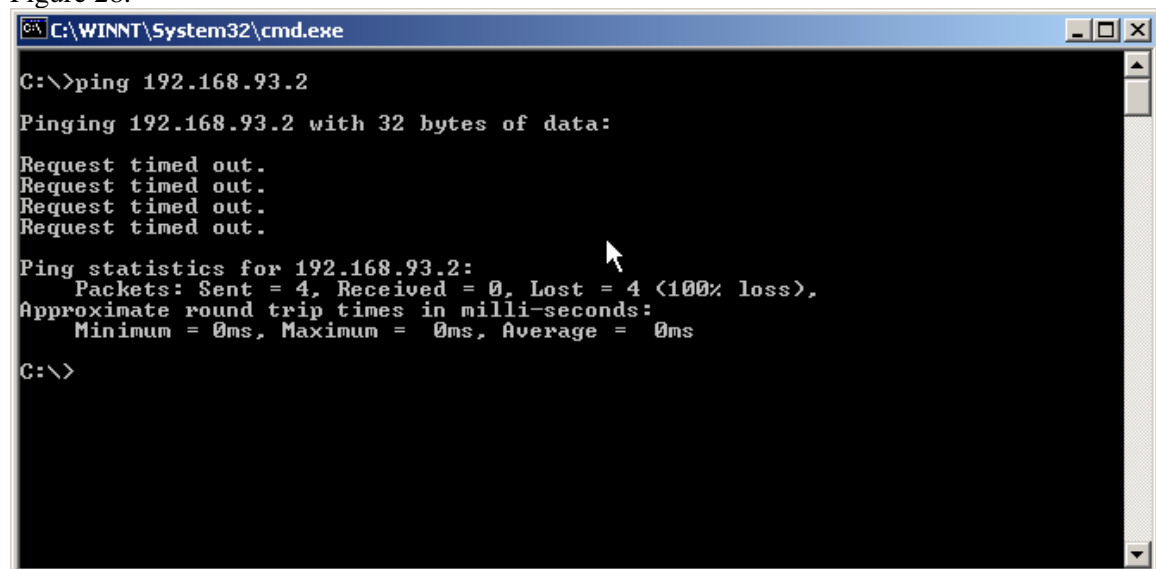 Figure 28.
C:\WINNT\System32\cmd.exe
C:\>ping 192.168.93.2
Pinging 192.168.93.2 with 32 bytes of data:
Request timed out.
Request timed out.
Request timed out.
Request timed out.
Ping statistics for 192.168.93.2:
    Packets: Sent = 4, Received = 0, Lost = 4 (100% loss),
Approximate round trip times in milli-seconds:
    Minimum = 0ms, Maximum =  0ms, Average =  0ms
C:\>